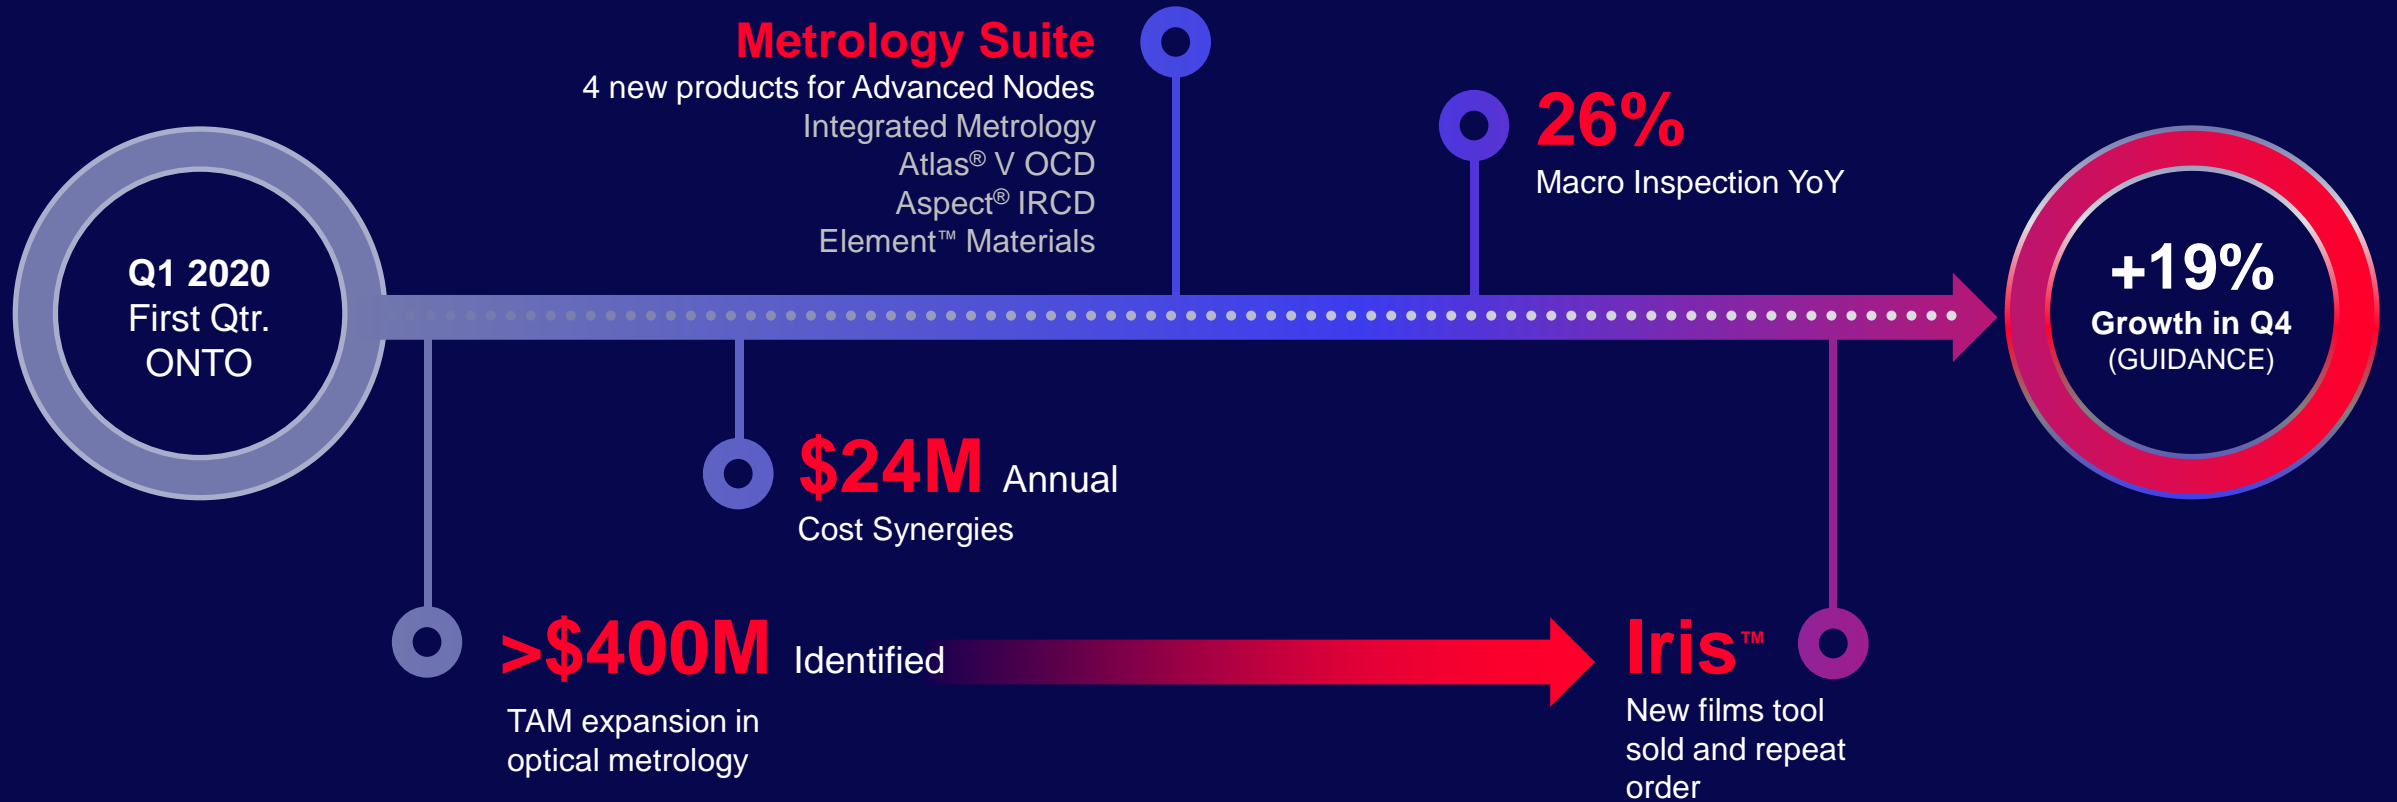 Q1 2020
First Qtr.
ONTO
Metrology Suite
4 new products for Advanced Nodes
Integrated Metrology
Atlas® V OCD
Aspect® IRCD
Element™ Materials
26%
Macro Inspection YoY
+19%
Growth in Q4
(GUIDANCE)
$24M Annual
Cost Synergies
>$400M Identified
TAM expansion in
optical metrology
Iris™
New films tool
sold and repeat
order